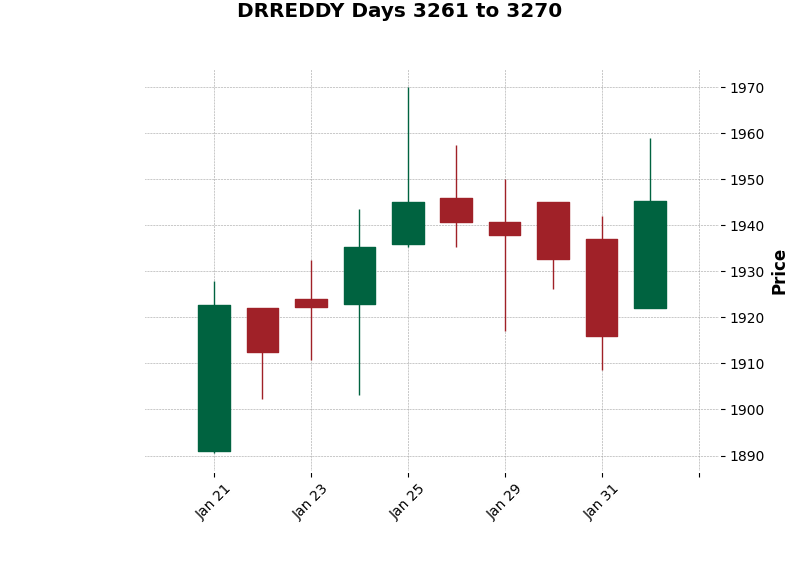 DRREDDY Days 3261 to 3270
1970
1960
1950
1940
1930
1920
1910
1900
1890
Price
Jan 21
Jan 23
Jan 25
Jan 29
Jan 31